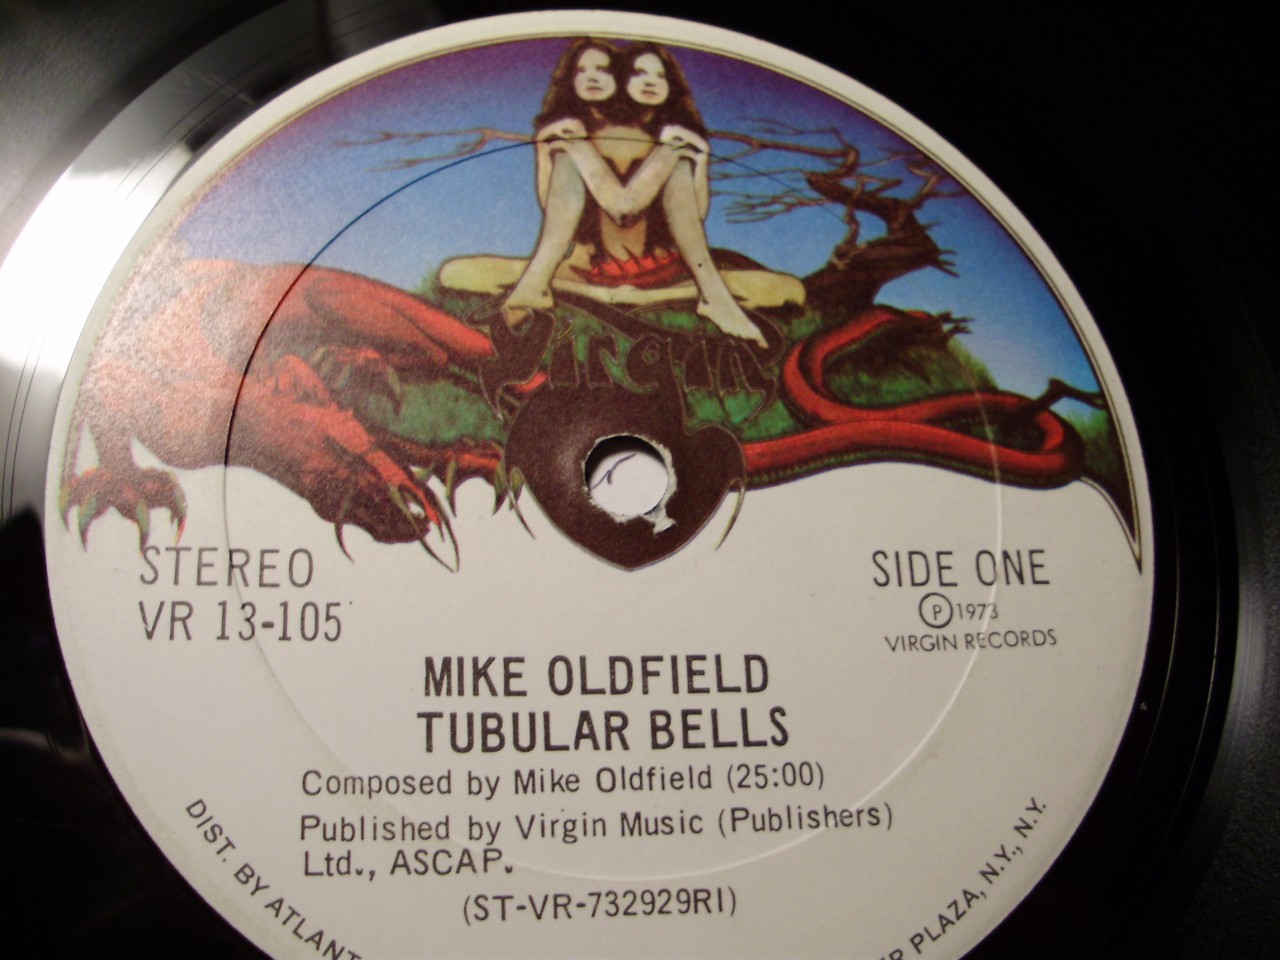 Virgin
STEREO
VR 13-105
SIDE ONE
Ⓟ 1973
VIRGIN RECORDS
MIKE OLDFIELD
TUBULAR BELLS
Composed by Mike Oldfield (25:00)
Published by Virgin Music (Publishers)
Ltd., ASCAP.
(ST-VR-732929RI)
DIST. BY ATLANT
PLAZA, N.Y., N.Y.